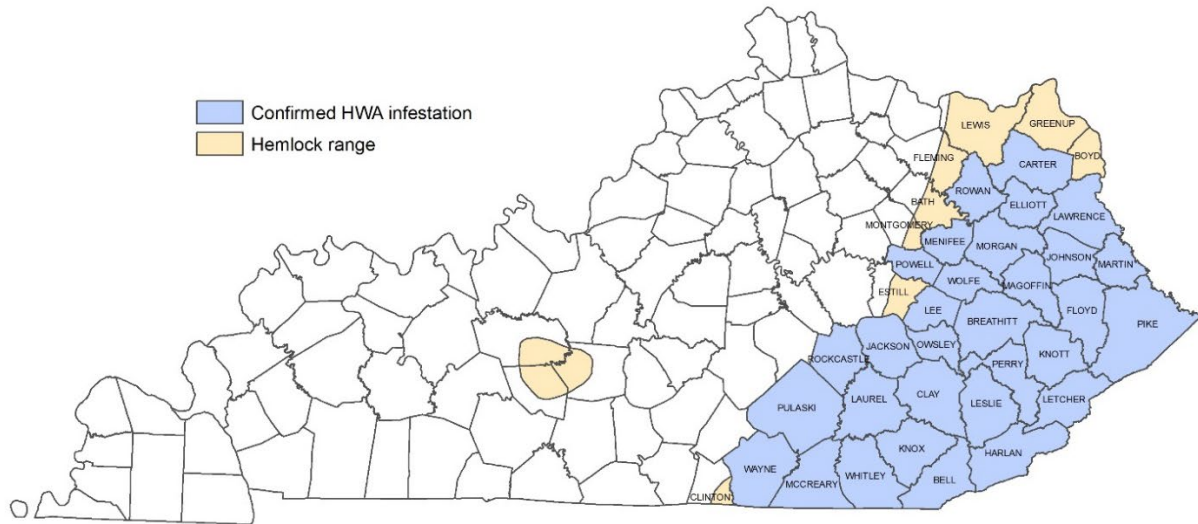 Confirmed HWA infestation
Hemlock range
LEWIS
GREENUP
FLEMING
CARTER
BOYD
ROWAN
BATH
ELLIOTT
LAWRENCE
MONTGOMERY
MENIFEE
MORGAN
JOHNSON
MARTIN
POWELL
WOLFE
MAGOFFIN
ESTILL
LEE
BREATHITT
FLOYD
PIKE
ROCKCASTLE
JACKSON
OWSLEY
PERRY
KNOTT
PULASKI
LAUREL
CLAY
LESLIE
LETCHER
WAYNE
MCCREARY
WHITLEY
KNOX
BELL
HARLAN
CLINTON